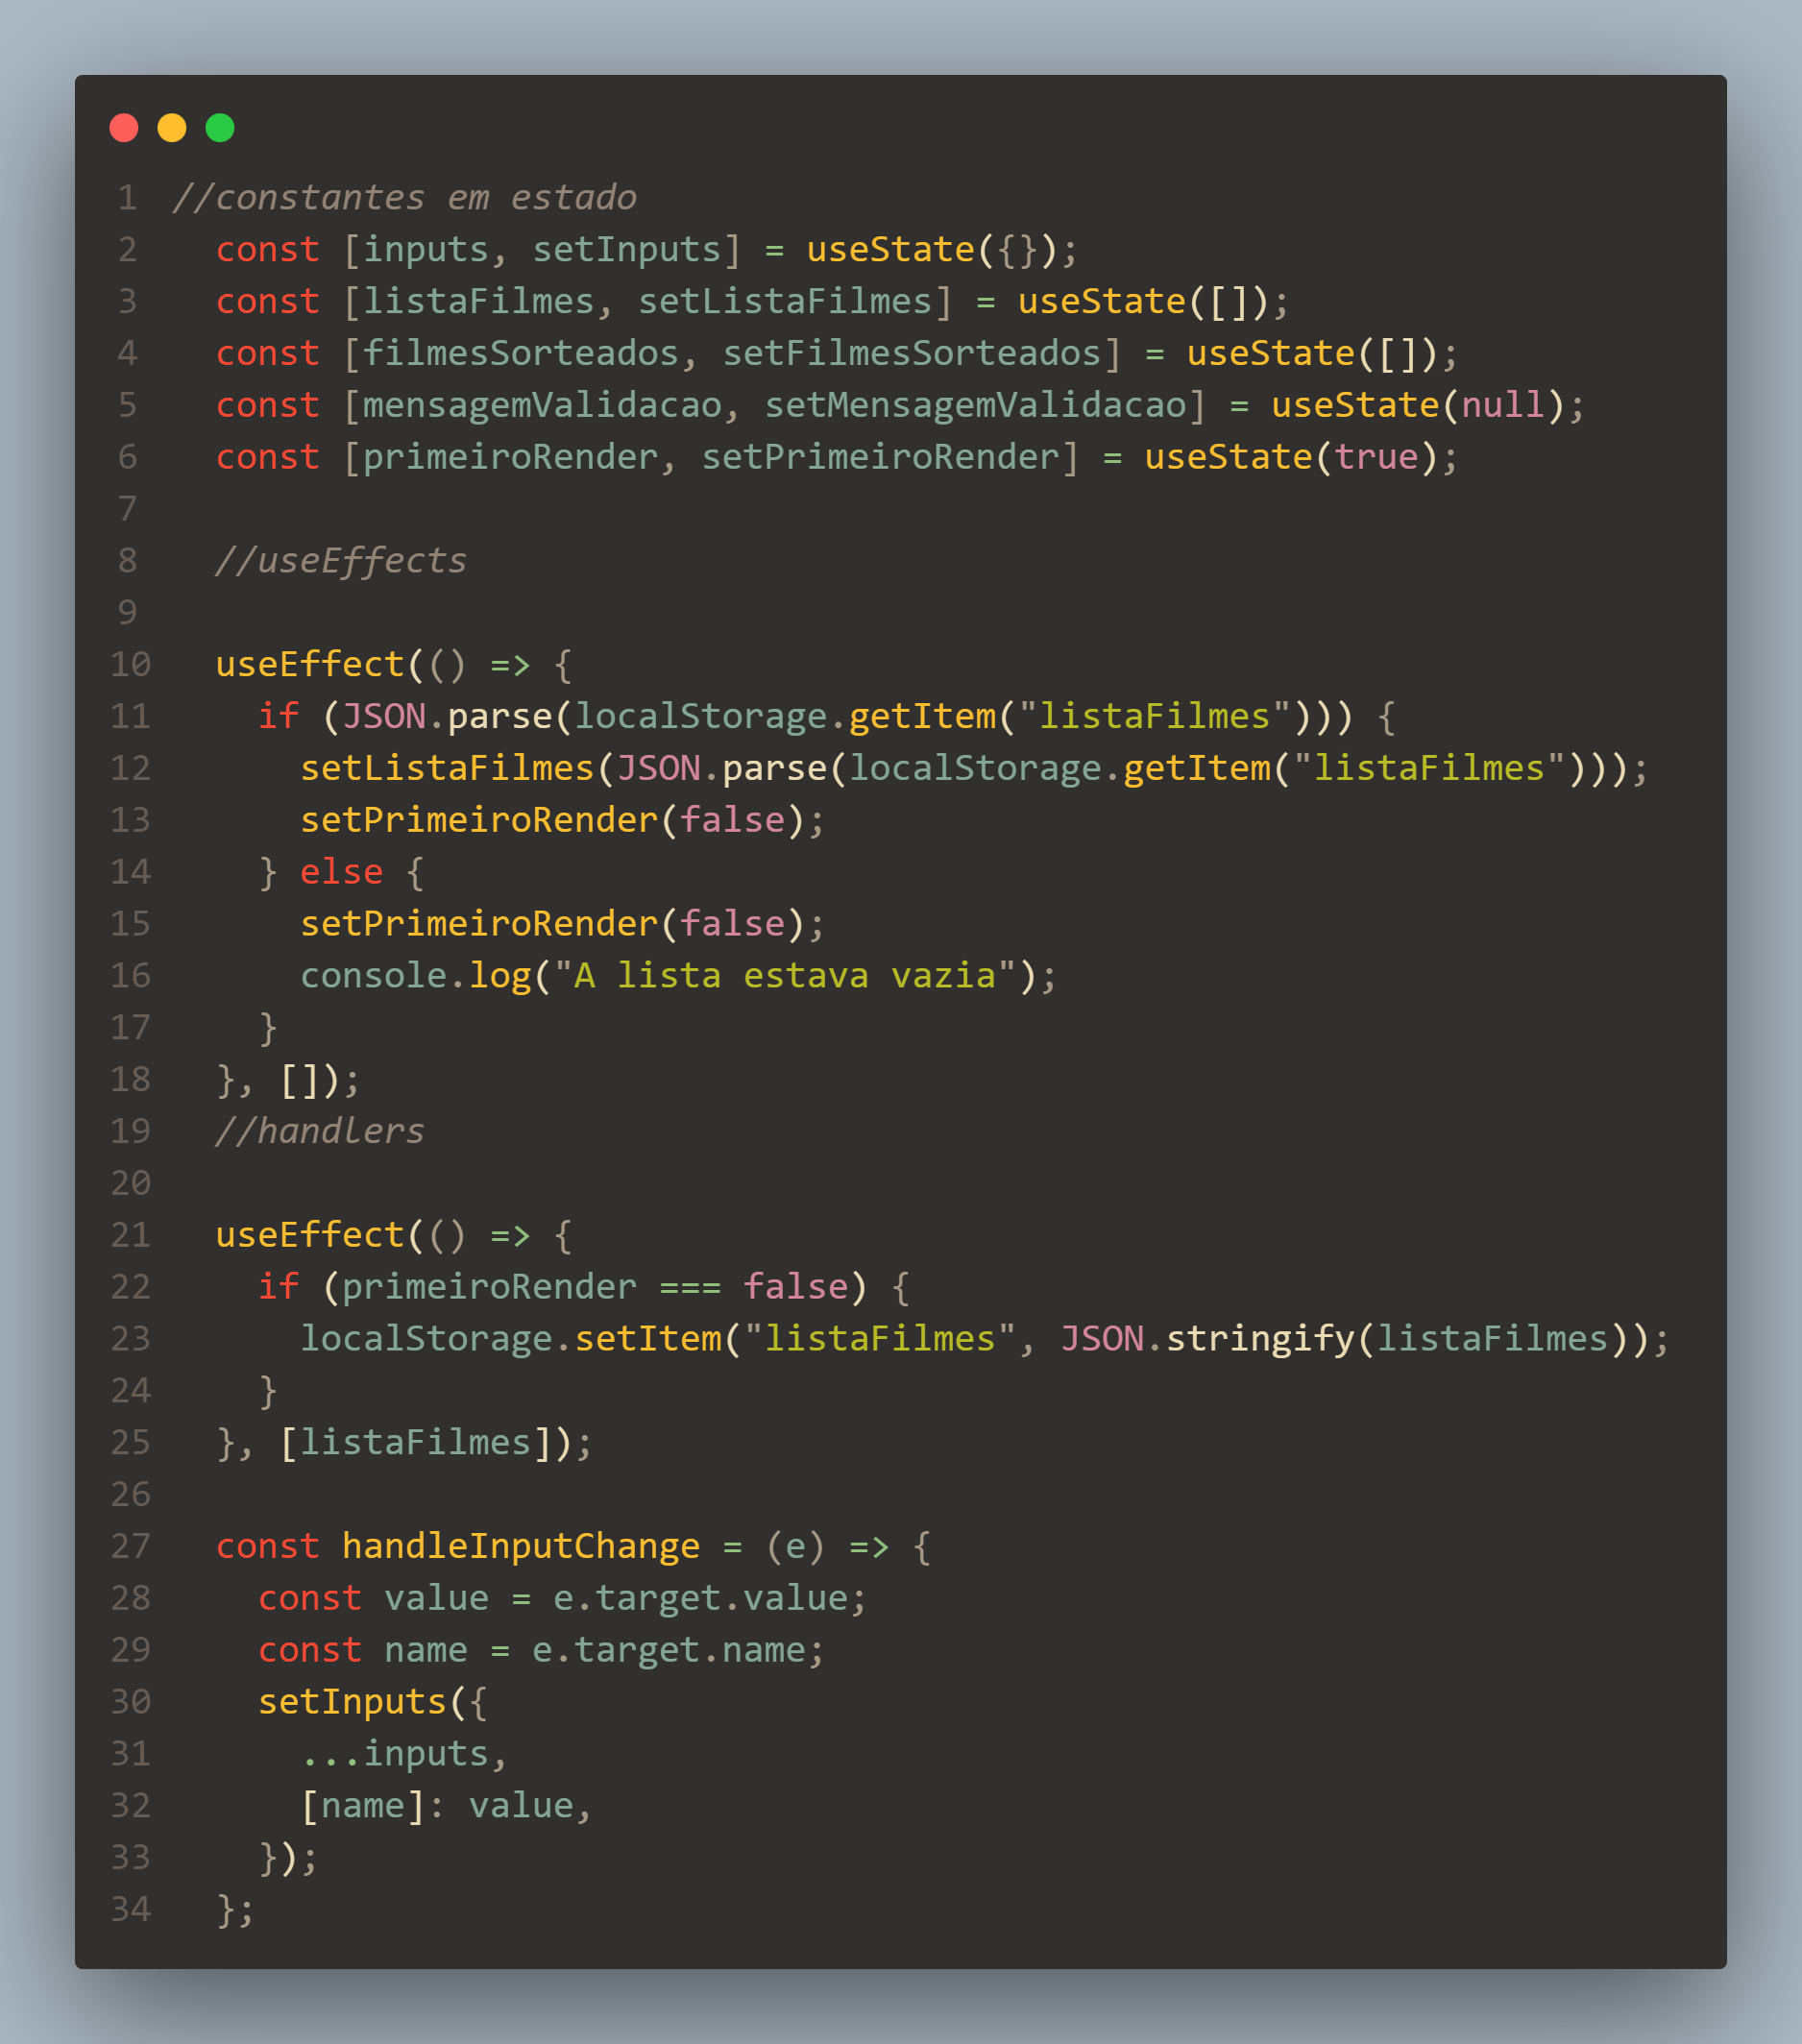 1 //constantes em estado
2   const [inputs, setInputs] = useState({});
3   const [listaFilmes, setListaFilmes] = useState([]);
4   const [filmesSorteados, setFilmesSorteados] = useState([]);
5   const [mensagemValidacao, setMensagemValidacao] = useState(null);
6   const [primeiroRender, setPrimeiroRender] = useState(true);
7
8   //useEffects
9
10   useEffect(() => {
11     if (JSON.parse(localStorage.getItem("listaFilmes"))) {
12       setListaFilmes(JSON.parse(localStorage.getItem("listaFilmes")));
13       setPrimeiroRender(false);
14     } else {
15       setPrimeiroRender(false);
16       console.log("A lista estava vazia");
17     }
18   }, []);
19   //handlers
20
21   useEffect(() => {
22     if (primeiroRender === false) {
23       localStorage.setItem("listaFilmes", JSON.stringify(listaFilmes));
24     }
25   }, [listaFilmes]);
26
27   const handleInputChange = (e) => {
28     const value = e.target.value;
29     const name = e.target.name;
30     setInputs({
31       ...inputs,
32       [name]: value,
33     });
34   };